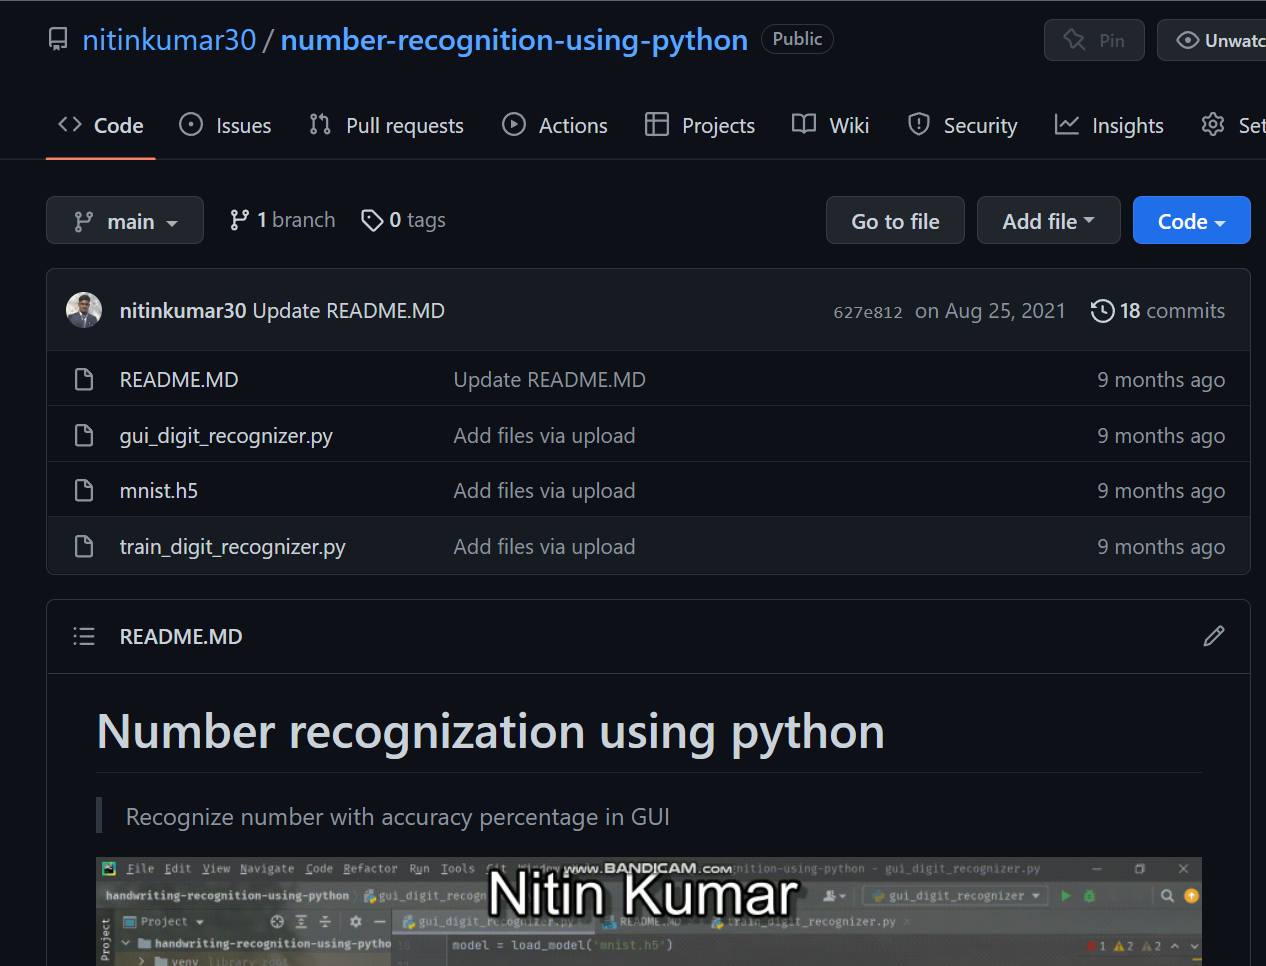 nitinkumar30 / number-recognition-using-python Public Pin Unwatc
Code Issues Pull requests Actions Projects Wiki Security Insights Set
main 1 branch 0 tags Go to file Add file Code
nitinkumar30 Update README.MD 627e812 on Aug 25, 2021 18 commits
README.MD Update README.MD 9 months ago
gui_digit_recognizer.py Add files via upload 9 months ago
mnist.h5 Add files via upload 9 months ago
train_digit_recognizer.py Add files via upload 9 months ago
README.MD
Number recognization using python
Recognize number with accuracy percentage in GUI
File Edit View Navigate Code Refactor Run Tools Git Window www.BANDICAM.com nition-using-python - gui_digit_recognizer.py
handwriting-recognition-using-python gui_digit_recogn Nitin Kumar gui_digit_recognizer
Project Project gui_digit_recognizer.py README.MD train_digit_recognizer.py
handwriting-recognition-using-pytho 16 model = load_model('mnist.h5') 1 2 2
venv library root